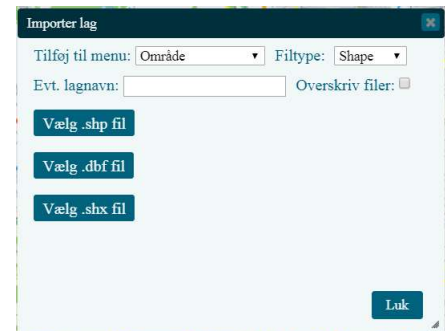 Importer lag
Tilføj til menu: Område Filtype: Shape
Evt. lagnavn: Overskriv filer:
Vælg .shp fil
Vælg .dbf fil
Vælg .shx fil
Luk